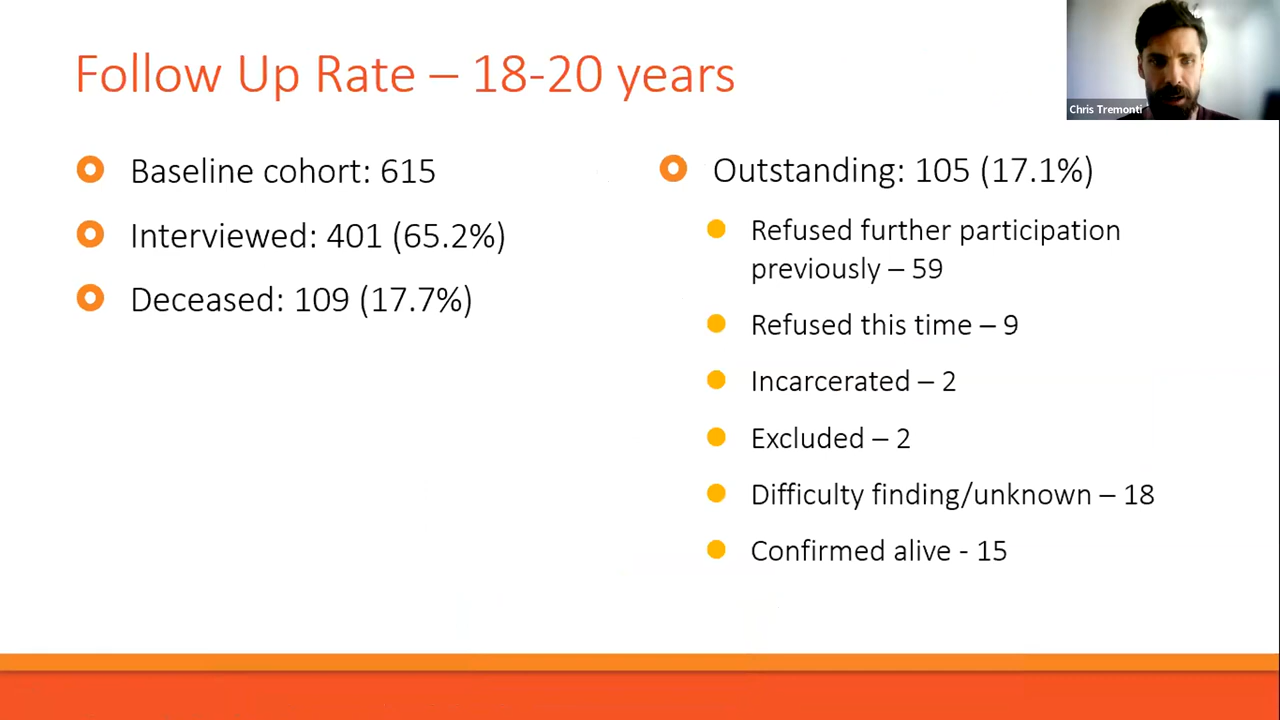 Follow Up Rate – 18-20 years
Chris Tremonti
Baseline cohort: 615
Interviewed: 401 (65.2%)
Deceased: 109 (17.7%)
Outstanding: 105 (17.1%)
Refused further participation
previously – 59
Refused this time – 9
Incarcerated – 2
Excluded – 2
Difficulty finding/unknown – 18
Confirmed alive - 15